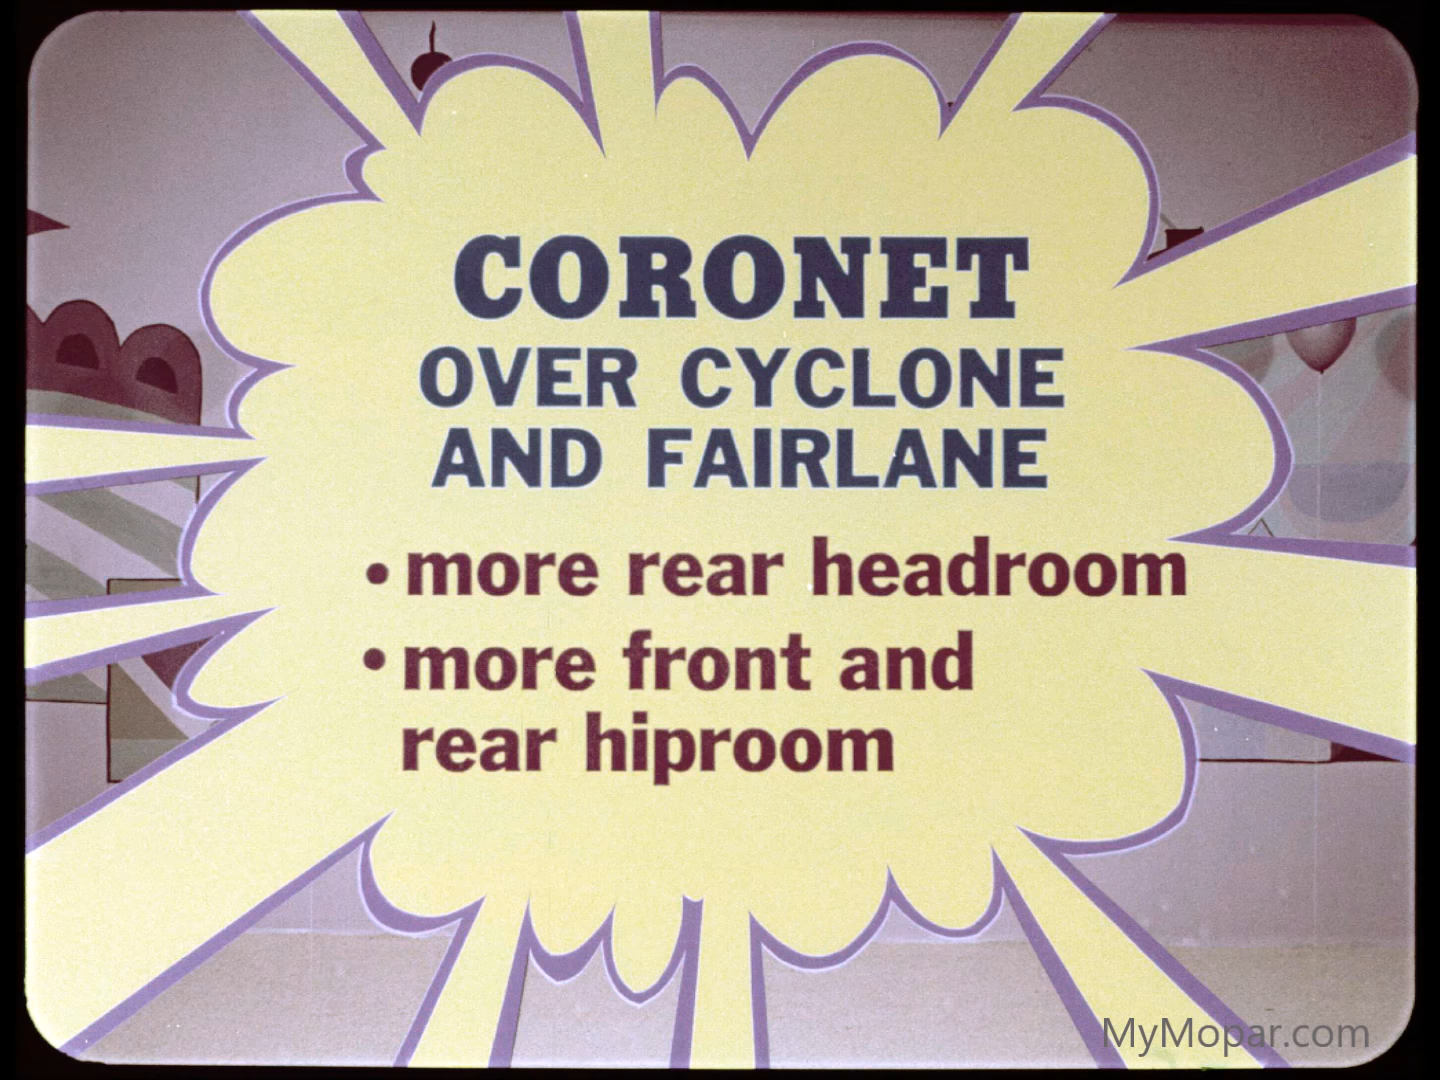 CORONET
OVER CYCLONE
AND FAIRLANE
• more rear headroom
• more front and
rear hiproom
MyMopar.com